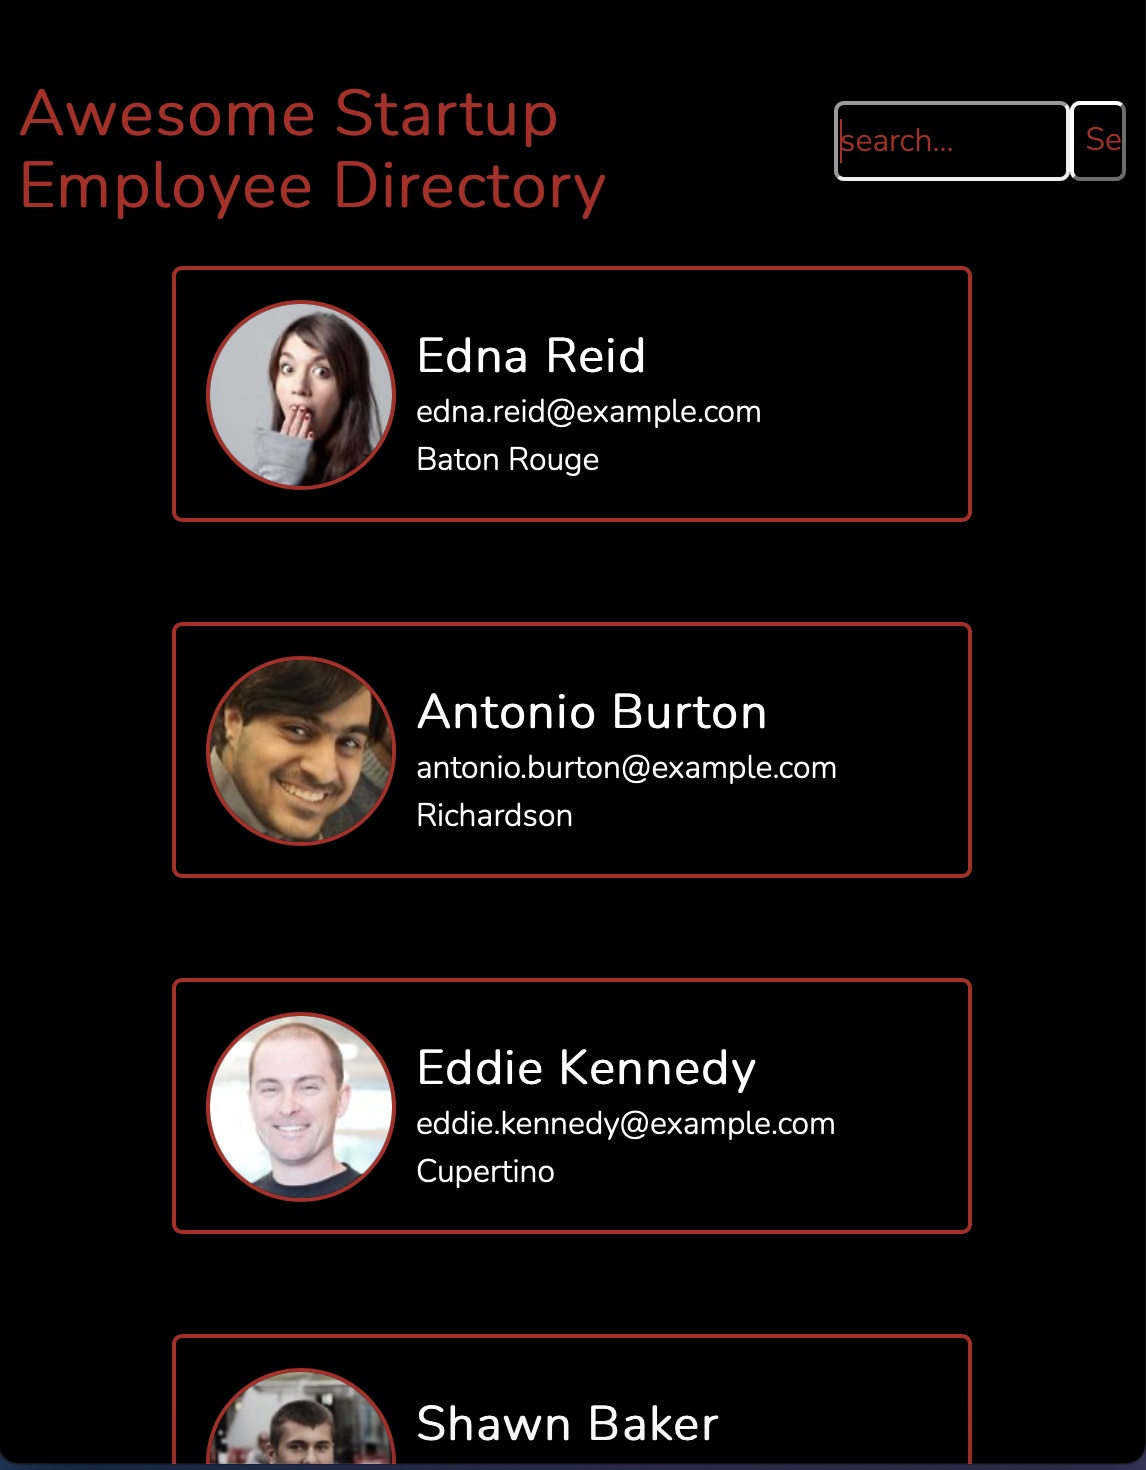 Awesome Startup
Employee Directory
search...
Se
Edna Reid
edna.reid@example.com
Baton Rouge
Antonio Burton
antonio.burton@example.com
Richardson
Eddie Kennedy
eddie.kennedy@example.com
Cupertino
Shawn Baker